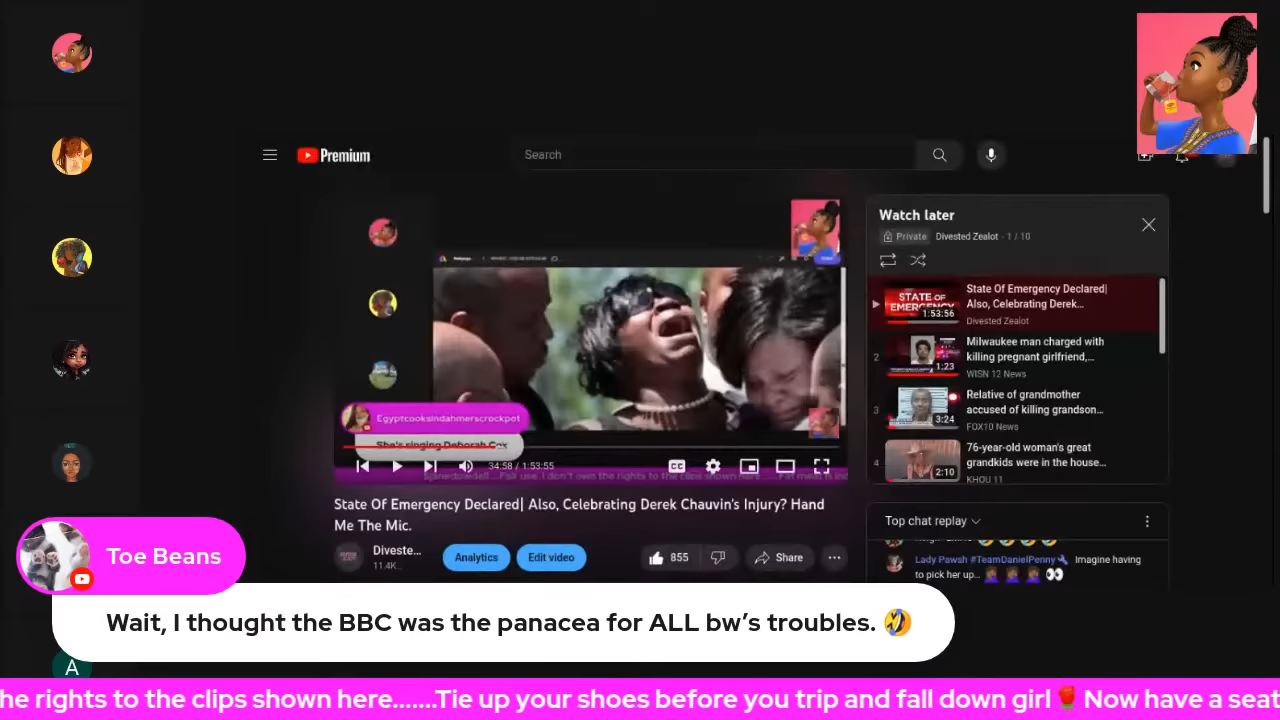 Premium
Search
Watch later
Private Divested Zealot - 1 / 10
STATE OF EMERGENCY
1:53:56
State Of Emergency Declared|
Also, Celebrating Derek...
Divested Zealot
2
1:23
Milwaukee man charged with
killing pregnant girlfriend,...
WISN 12 News
3
3:24
Relative of grandmother
accused of killing grandson...
FOX10 News
4
2:10
76-year-old woman's great
grandkids were in the house...
KHOU 11
Egyptcooksindahmerscrockpot
She's singing Deborah Cox
34:58 / 1:53:55
CC
State Of Emergency Declared| Also, Celebrating Derek Chauvin's Injury? Hand
Me The Mic.
Diveste...
11.4K..
Analytics
Edit video
855
Share
Top chat replay
Lady Pawsh #TeamDanielPenny Imagine having
to pick her up...
Toe Beans
Wait, I thought the BBC was the panacea for ALL bw’s troubles. 🤣
A
he rights to the clips shown here.......Tie up your shoes before you trip and fall down girl🌹Now have a seat